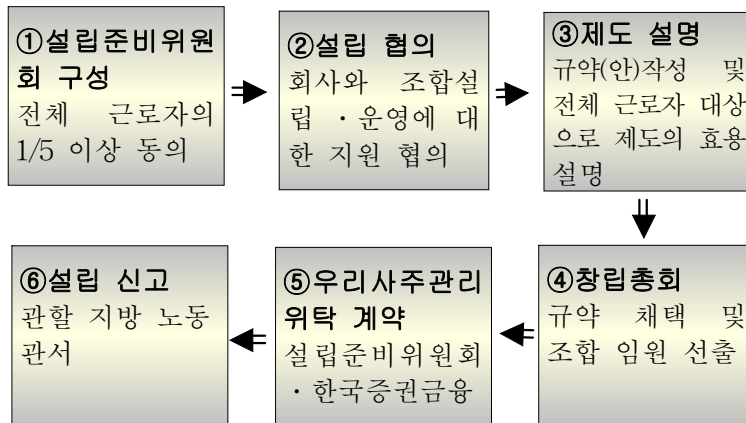 ①설립준비위원
회 구성
전체 근로자의
1/5 이상 동의
②설립 협의
회사와 조합설
립 ・운영에 대
한 지원 협의
③제도 설명
규약(안)작성 및
전체 근로자 대상
으로 제도의 효용
설명
④창립총회
규약 채택 및
조합 임원 선출
⑤우리사주관리
위탁 계약
설립준비위원회
・한국증권금융
⑥설립 신고
관할 지방 노동
관서